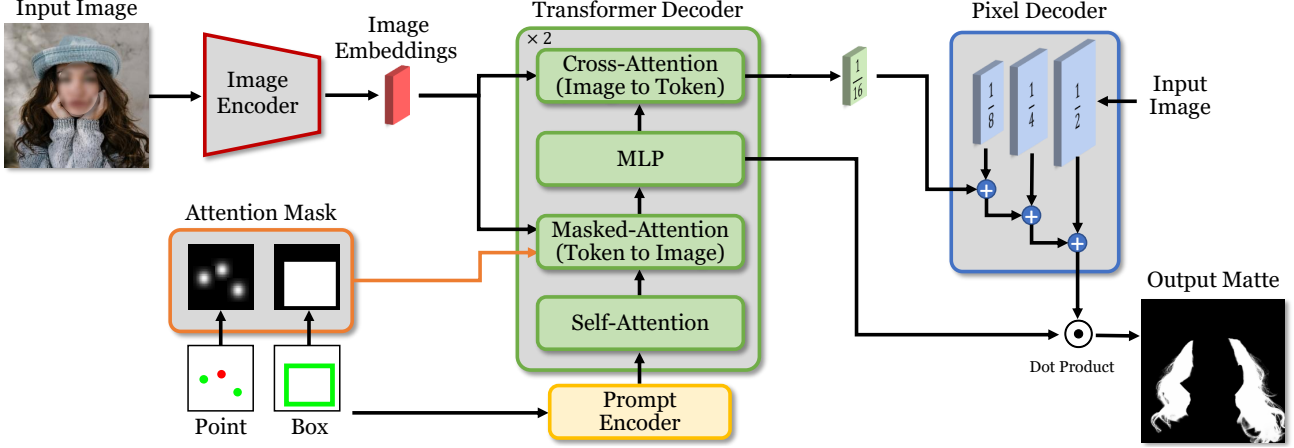 Input Image
Image
Encoder
Image
Embeddings
Transformer Decoder
× 2
Cross-Attention
(Image to Token)
MLP
Masked-Attention
(Token to Image)
Self-Attention
Prompt
Encoder
Attention Mask
Point
Box
1
16
Pixel Decoder
1
8
1
4
1
2
Input
Image
Dot Product
Output Matte